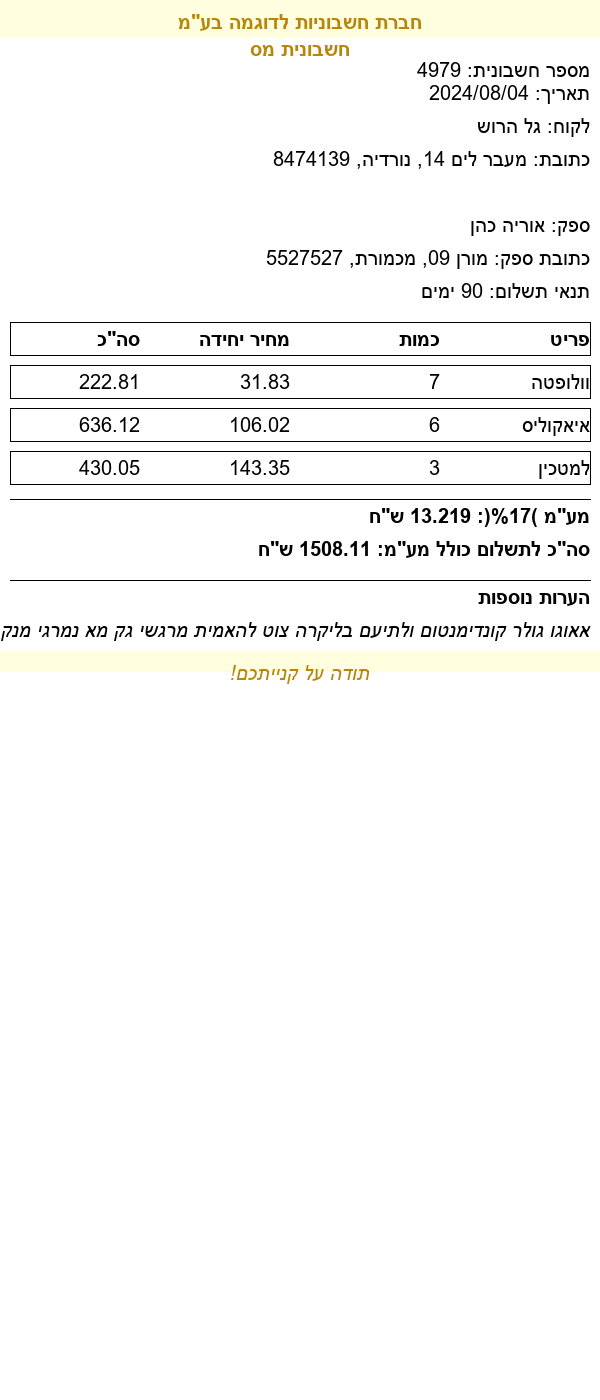 חברת חשבוניות לדוגמה בע"מ
חשבונית מס
מספר חשבונית: 4979
תאריך: 2024/08/04
לקוח: גל הרוש
כתובת: מעבר לים 14, נורדיה, 8474139
ספק: אוריה כהן
כתובת ספק: מורן 09, מכמורת, 5527527
תנאי תשלום: 90 ימים
פריט כמות מחיר יחידה סה"כ
וולופטה 7 31.83 222.81
איאקוליס 6 106.02 636.12
למטכין 3 143.35 430.05
מע"מ )17%(: 13.219 ש"ח
סה"כ לתשלום כולל מע"מ: 1508.11 ש"ח
הערות נוספות
אאוגו גולר קונדימנטום ולתיעם בליקרה צוט להאמית מרגשי גק מא נמרגי מנק
תודה על קנייתכם!